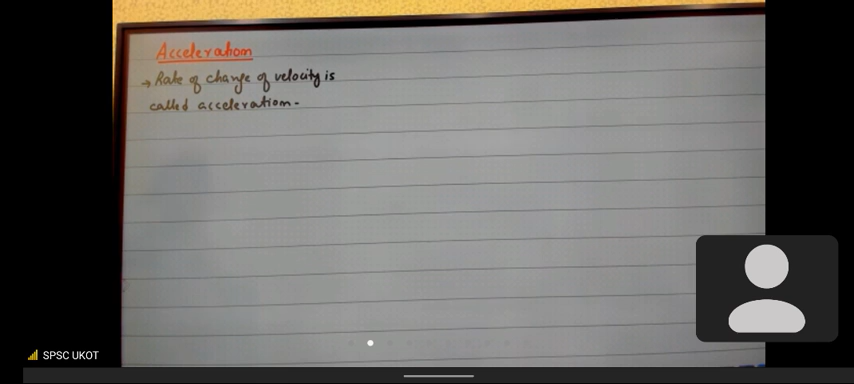 Acceleration
→ Rate of change of velocity is
called acceleration.
SPSC UKOT